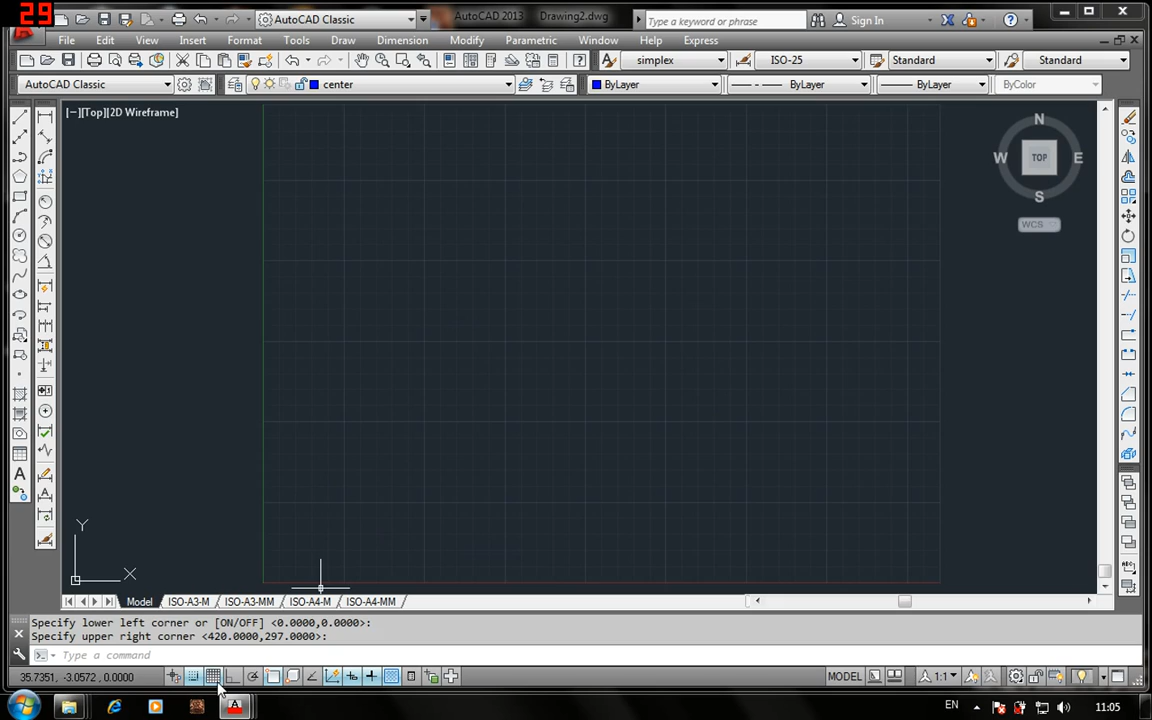 29
AutoCAD Classic
AutoCAD 2013 Drawing2.dwg
Type a keyword or phrase
Sign In
File Edit View Insert Format Tools Draw Dimension Modify Parametric Window Help Express
simplex
ISO-25
Standard
Standard
AutoCAD Classic
center
ByLayer
ByLayer
ByLayer
ByColor
[−][Top][2D Wireframe]
N
W TOP E
S
WCS
Y
X
Model ISO-A3-M ISO-A3-MM ISO-A4-M ISO-A4-MM
Specify lower left corner or [ON/OFF] <0.0000,0.0000>:
Specify upper right corner <420.0000,297.0000>:
Type a command
35.7351, -3.0572 , 0.0000
MODEL
1:1
EN
11:05